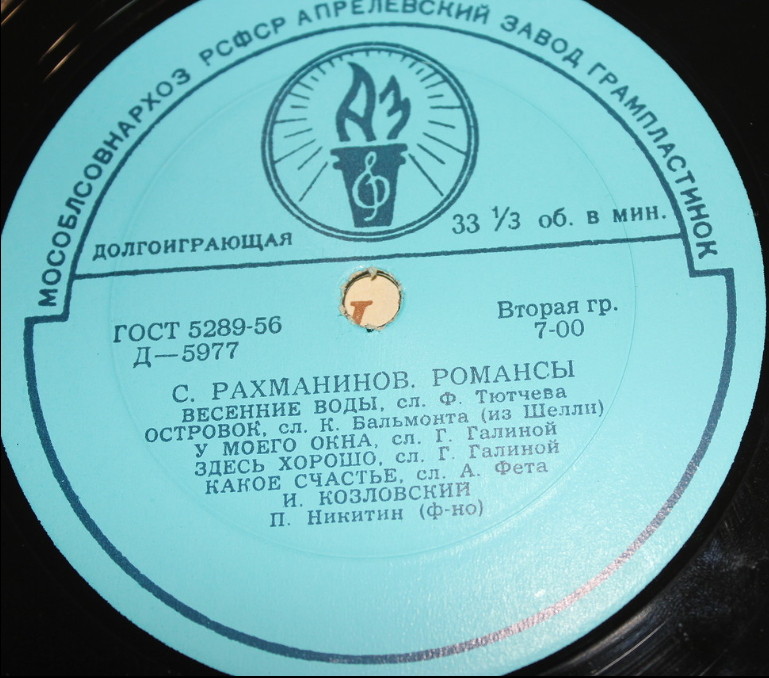 МОСОБЛСОВНАРХОЗ РСФСР АПРЕЛЕВСКИЙ ЗАВОД ГРАМПЛАСТИНОК
АЗ
ДОЛГОИГРАЮЩАЯ
33 ⅓ об. в мин.
ГОСТ 5289-56
Д—5977
Вторая гр.
7-00
С. РАХМАНИНОВ. РОМАНСЫ
ВЕСЕННИЕ ВОДЫ, сл. Ф. Тютчева
ОСТРОВОК, сл. К. Бальмонта (из Шелли)
У МОЕГО ОКНА, сл. Г. Галиной
ЗДЕСЬ ХОРОШО, сл. Г. Галиной
КАКОЕ СЧАСТЬЕ, сл. А. Фета
И. КОЗЛОВСКИЙ
П. Никитин (ф-но)